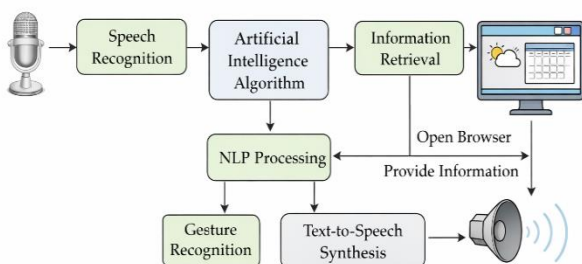 Speech
Recognition
Artificial
Intelligence
Algorithm
Information
Retrieval
Open Browser
NLP Processing
Provide Information
Gesture
Recognition
Text-to-Speech
Synthesis